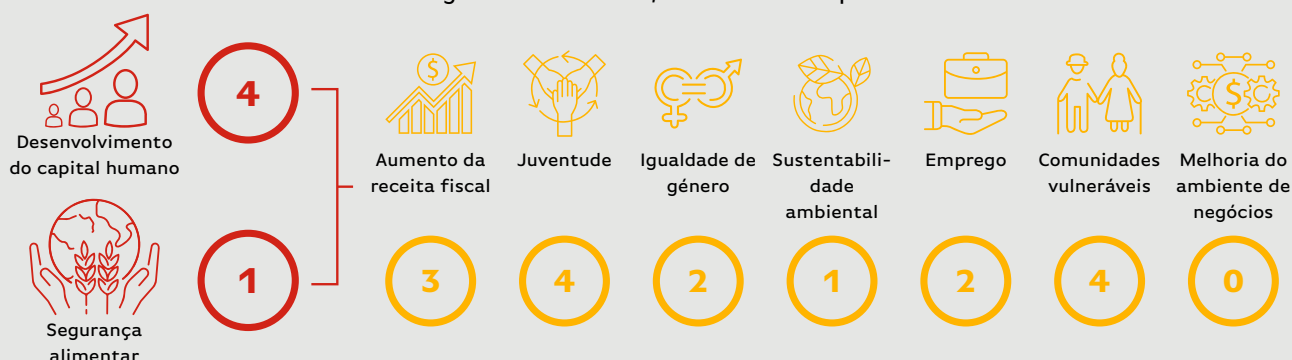 Desenvolvimento
do capital humano
4
Segurança
alimentar
1
Aumento da
receita fiscal
3
Juventude
4
Igualdade de
género
2
Sustentabili-
dade
ambiental
1
Emprego
2
Comunidades
vulneráveis
4
Melhoria do
ambiente de
negócios
0
$
$